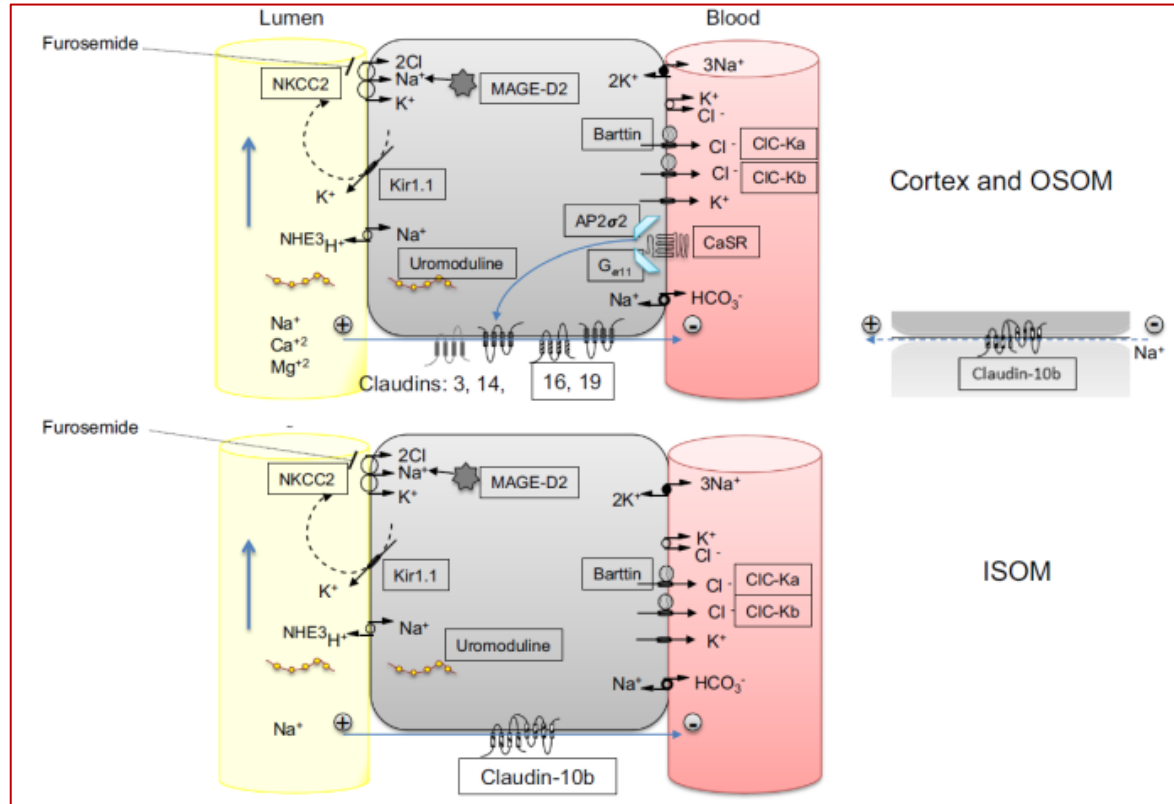 Lumen
Blood
Furosemide
NKCC2
2Cl
Na⁺
K⁺
MAGE-D2
2K⁺
3Na⁺
K⁺
Cl -
Barttin
Cl -
ClC-Ka
Cl -
ClC-Kb
K⁺
Kir1.1
K⁺
Cortex and OSOM
AP2σ2
CaSR
Gα11
NHE3
H⁺
Na⁺
Uromoduline
Na⁺
HCO₃⁻
+
-
Na⁺
Ca⁺²
Mg⁺²
Claudins: 3, 14,
16, 19
+
-
Na⁺
Claudin-10b
-
Furosemide
NKCC2
2Cl
Na⁺
K⁺
MAGE-D2
2K⁺
3Na⁺
K⁺
Cl -
Barttin
Cl -
ClC-Ka
Cl -
ClC-Kb
K⁺
Kir1.1
K⁺
ISOM
NHE3
H⁺
Na⁺
Uromoduline
Na⁺
HCO₃⁻
Na⁺
+
-
Claudin-10b